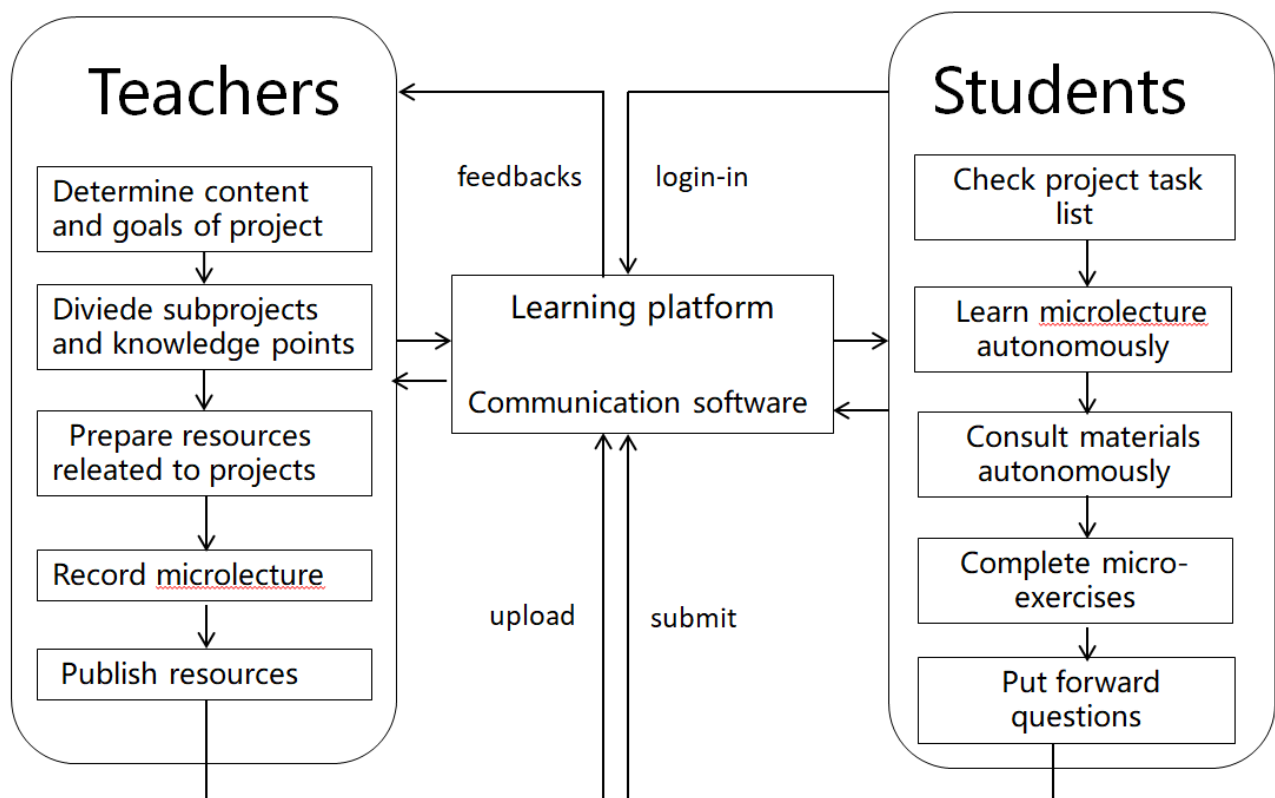 Teachers
Determine content
and goals of project
Diviede subprojects
and knowledge points
Prepare resources
releated to projects
Record microlecture
Publish resources
feedbacks
login-in
Learning platform
Communication software
upload
submit
Students
Check project task
list
Learn microlecture
autonomously
Consult materials
autonomously
Complete micro-
exercises
Put forward
questions